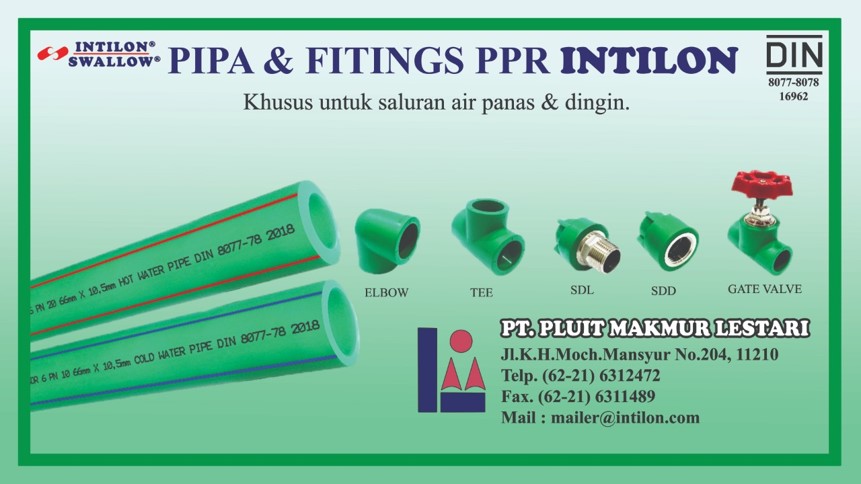 INTILON®
SWALLOW®
PIPA & FITINGS PPR INTILON
DIN
8077-8078
16962
Khusus untuk saluran air panas & dingin.
PN 20 66mm X 10,5mm HOT WATER PIPE DIN 8077-78 2018
6 PN 10 66mm X 10,5mm COLD WATER PIPE DIN 8077-78 2018
ELBOW
TEE
SDL
SDD
GATE VALVE
PT. PLUIT MAKMUR LESTARI
Jl.K.H.Moch.Mansyur No.204, 11210
Telp. (62-21) 6312472
Fax. (62-21) 6311489
Mail : mailer@intilon.com